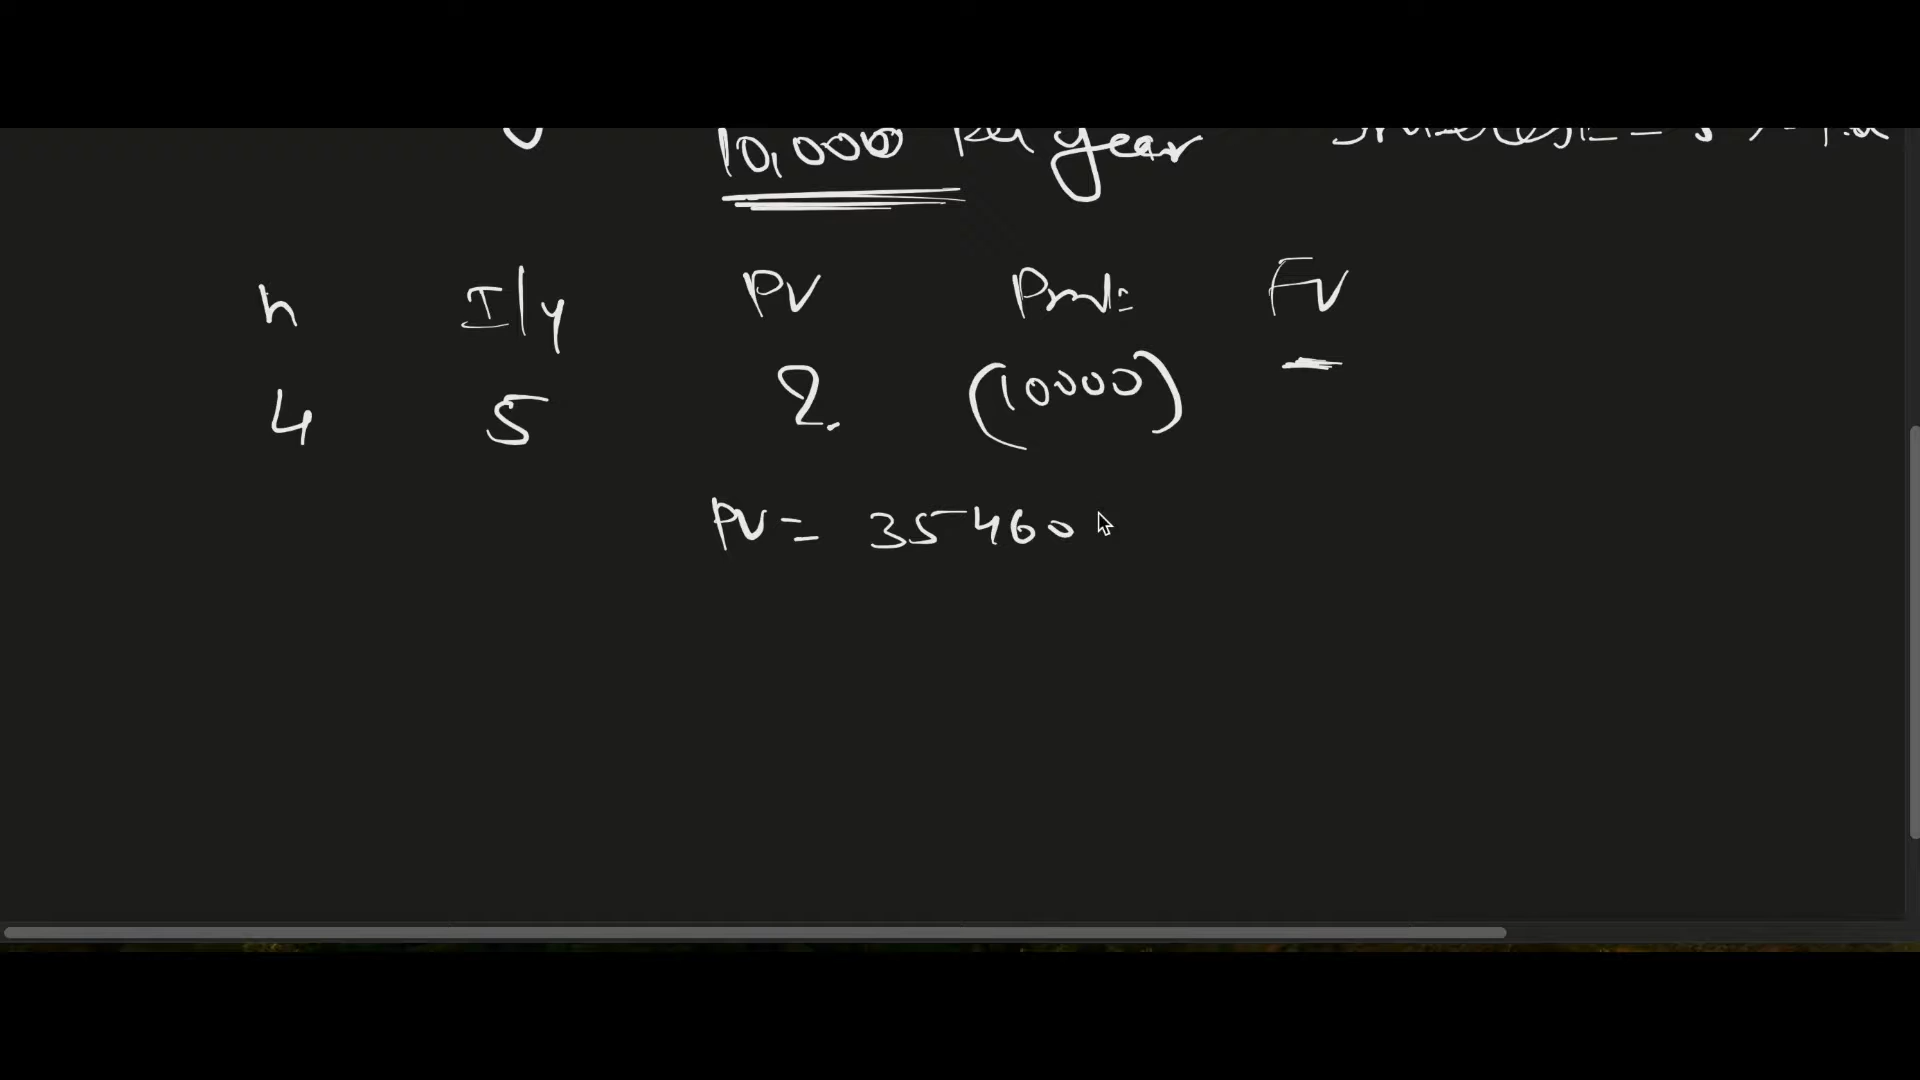 10,000 per year
n I/y PV Pmt FV
4 5 ? (10000) –
PV = 35460